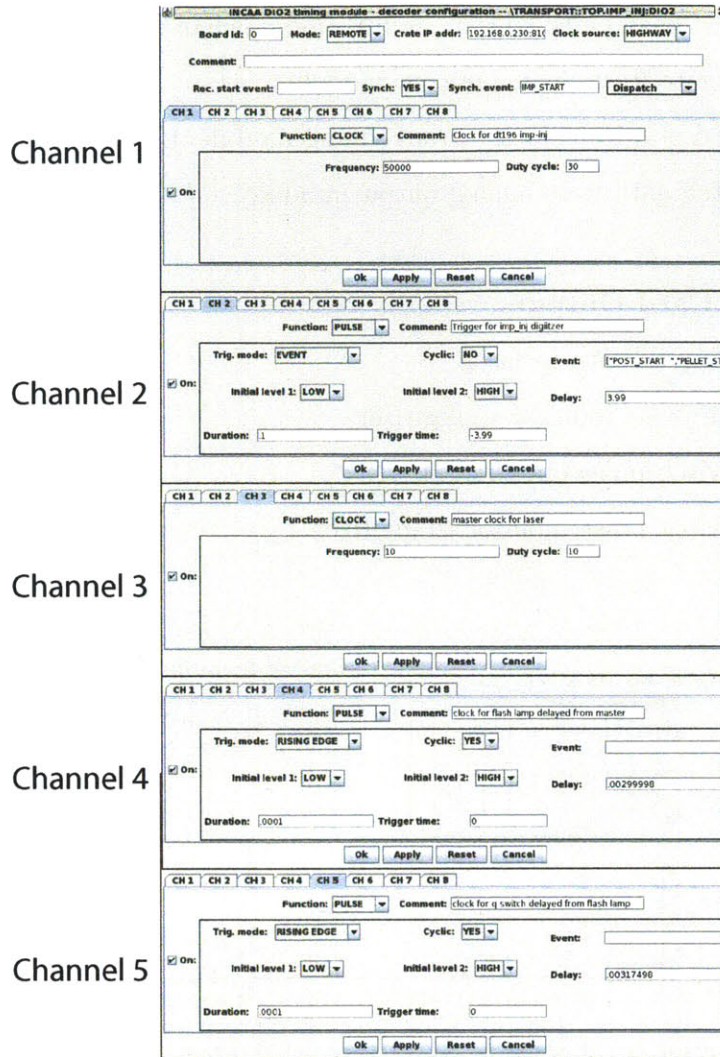 INCAA DIO2 timing module - decoder configuration -- \TRANSPORT::TOP.IMP_INJ:DIO2
Board Id: 0 Mode: REMOTE Crate IP addr: 192.168.0.230:81 Clock source: HIGHWAY
Comment:
Rec. start event: Synch: YES Synch. event: IMP_START Dispatch
CH 1 CH 2 CH 3 CH 4 CH 5 CH 6 CH 7 CH 8
Channel 1
Function: CLOCK Comment: Clock for dt196 imp-inj
Frequency: 50000 Duty cycle: 30
On:
Ok Apply Reset Cancel
CH 1 CH 2 CH 3 CH 4 CH 5 CH 6 CH 7 CH 8
Function: PULSE Comment: Trigger for imp_inj digiitzer
Trig. mode: EVENT Cyclic: NO Event: ["POST_START ","PELLET_ST
Channel 2
On: Initial level 1: LOW Initial level 2: HIGH Delay: 3.99
Duration: .1 Trigger time: -3.99
Ok Apply Reset Cancel
CH 1 CH 2 CH 3 CH 4 CH 5 CH 6 CH 7 CH 8
Function: CLOCK Comment: master clock for laser
Frequency: 10 Duty cycle: 10
Channel 3
On:
Ok Apply Reset Cancel
CH 1 CH 2 CH 3 CH 4 CH 5 CH 6 CH 7 CH 8
Function: PULSE Comment: clock for flash lamp delayed from master
Trig. mode: RISING EDGE Cyclic: YES Event:
Channel 4
On: Initial level 1: LOW Initial level 2: HIGH Delay: .00299998
Duration: .0001 Trigger time: 0
Ok Apply Reset Cancel
CH 1 CH 2 CH 3 CH 4 CH 5 CH 6 CH 7 CH 8
Function: PULSE Comment: clock for q switch delayed from flash lamp
Trig. mode: RISING EDGE Cyclic: YES Event:
Channel 5
On: Initial level 1: LOW Initial level 2: HIGH Delay: .00317498
Duration: .0001 Trigger time: 0
Ok Apply Reset Cancel